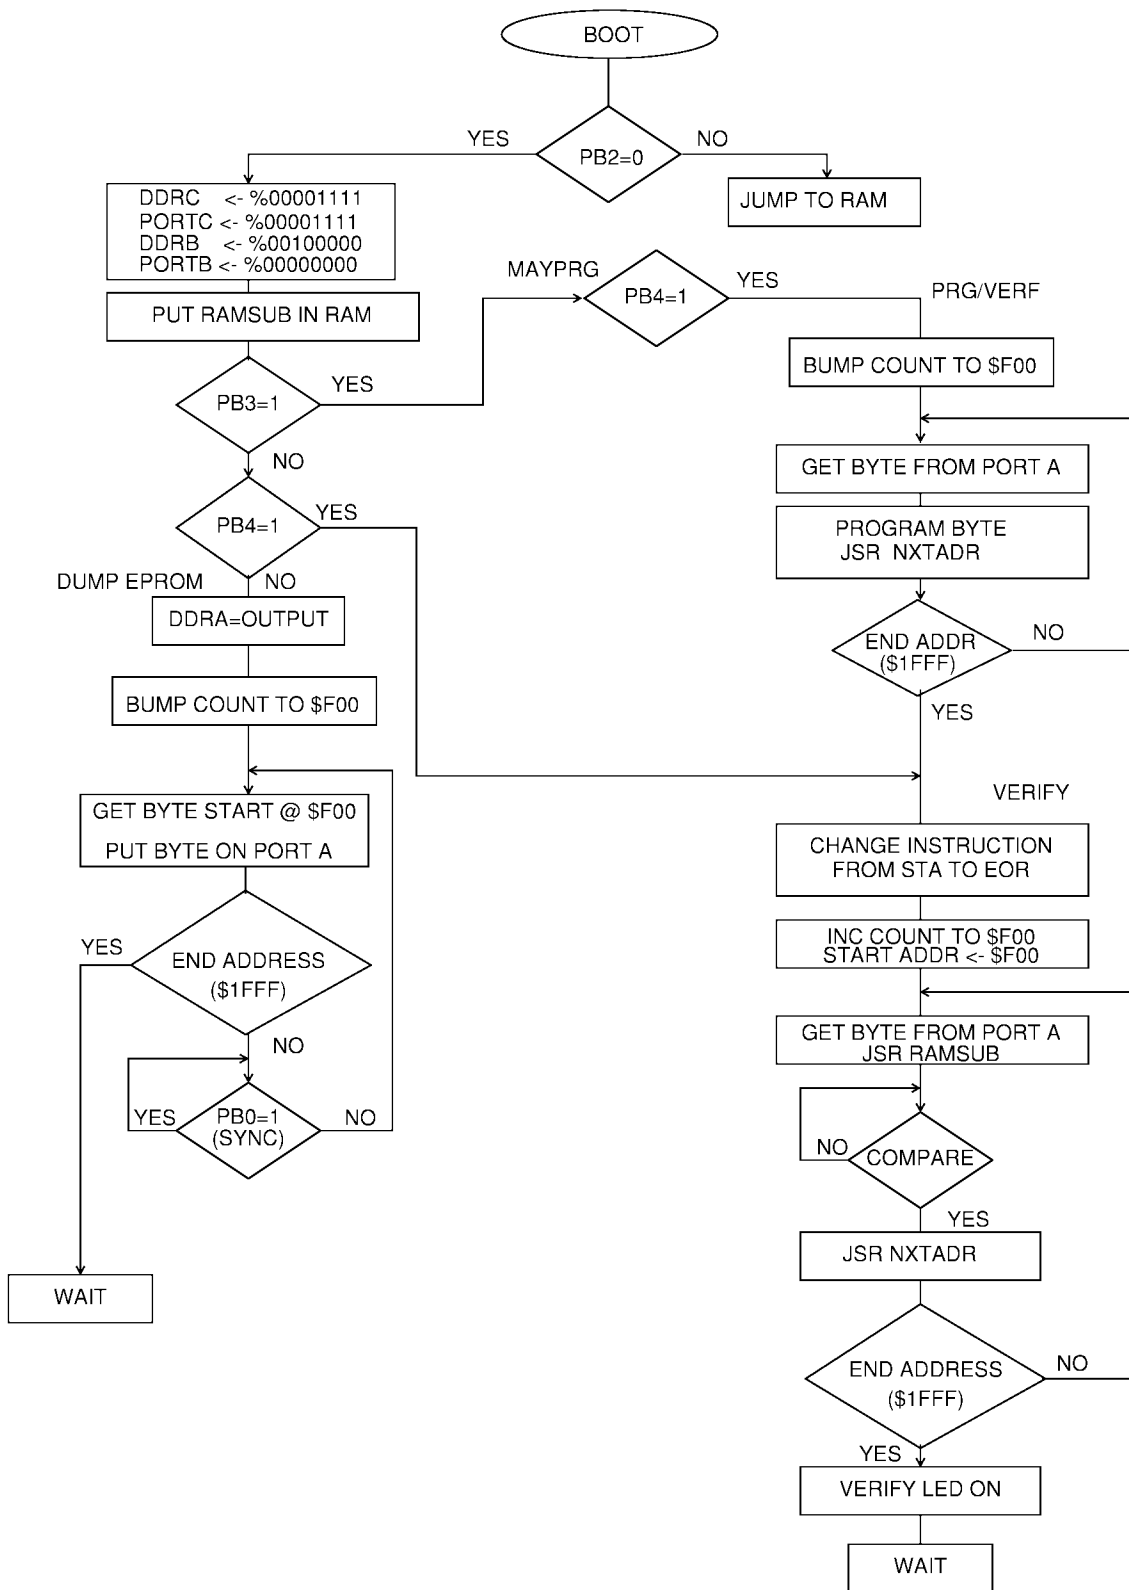 BOOT
YES
NO
PB2=0
DDRC <- %00001111
PORTC <- %00001111
DDRB <- %00100000
PORTB <- %00000000
JUMP TO RAM
MAYPRG
PB4=1
YES
PRG/VERF
PUT RAMSUB IN RAM
BUMP COUNT TO $F00
PB3=1
YES
NO
GET BYTE FROM PORT A
PB4=1
YES
PROGRAM BYTE
JSR NXTADR
DUMP EPROM
NO
DDRA=OUTPUT
END ADDR
($1FFF)
NO
YES
BUMP COUNT TO $F00
VERIFY
GET BYTE START @ $F00
PUT BYTE ON PORT A
CHANGE INSTRUCTION
FROM STA TO EOR
INC COUNT TO $F00
START ADDR <- $F00
YES
END ADDRESS
($1FFF)
NO
GET BYTE FROM PORT A
JSR RAMSUB
YES
PB0=1
(SYNC)
NO
NO
COMPARE
YES
JSR NXTADR
WAIT
END ADDRESS
($1FFF)
NO
YES
VERIFY LED ON
WAIT